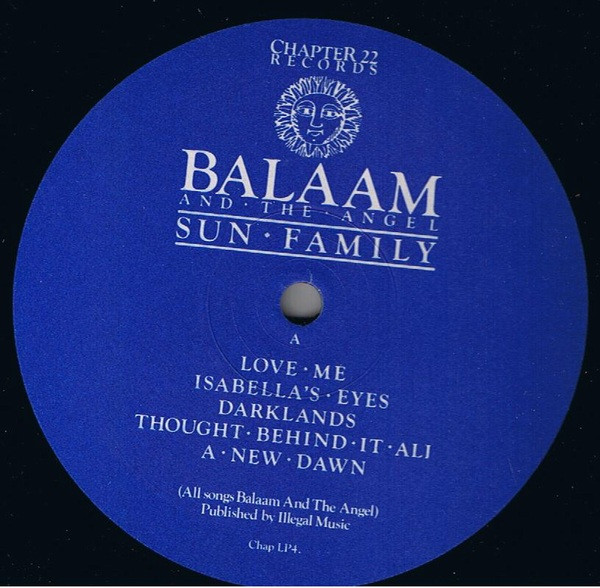 CHAPTER 22
RECORDS
BALAAM
AND · THE · ANGEL
SUN · FAMILY
A
LOVE · ME
ISABELLA'S · EYES
DARKLANDS
THOUGHT · BEHIND · IT · ALL
A · NEW · DAWN
(All songs Balaam And The Angel)
Published by Illegal Music
Chap LP4.